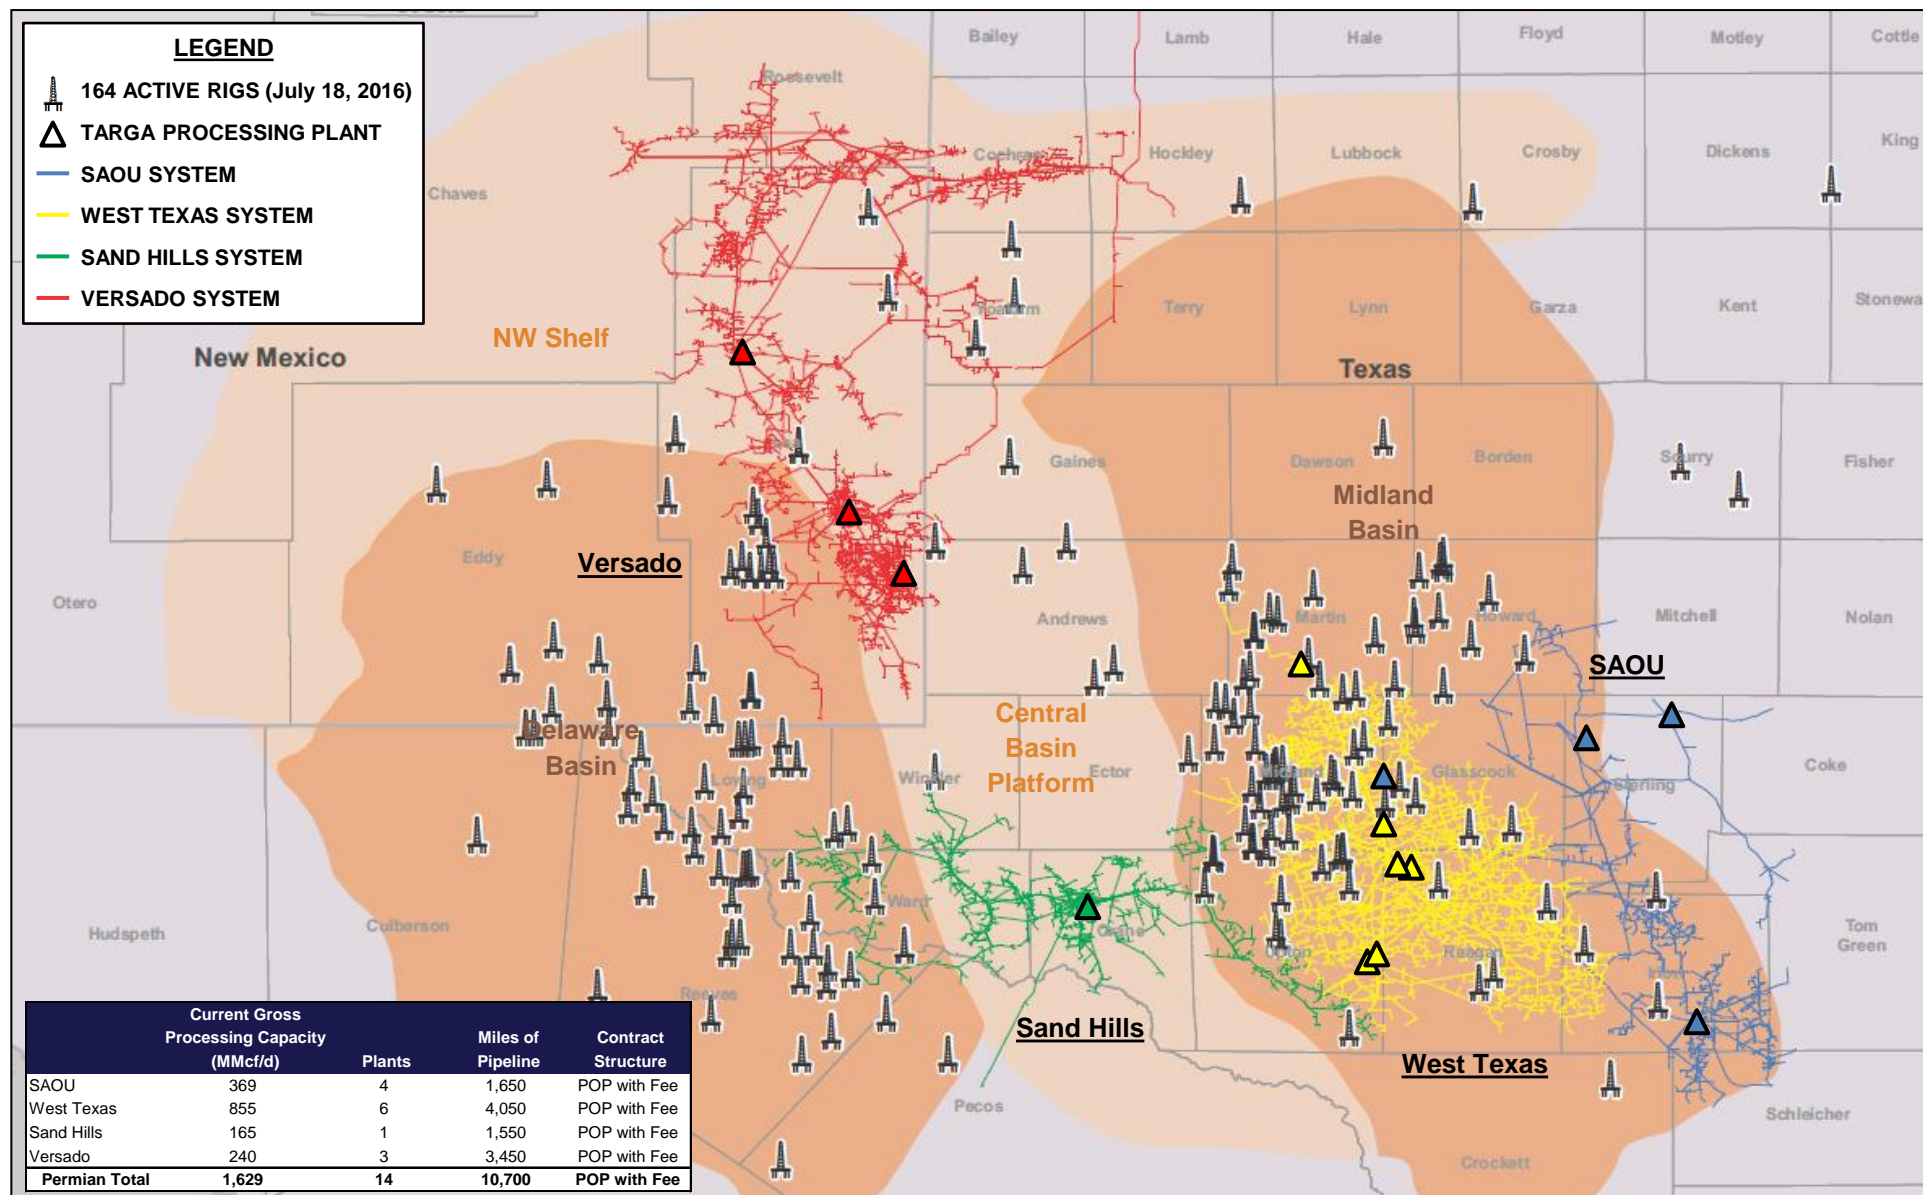 LEGEND
164 ACTIVE RIGS (July 18, 2016)
TARGA PROCESSING PLANT
SAOU SYSTEM
WEST TEXAS SYSTEM
SAND HILLS SYSTEM
VERSADO SYSTEM
Bailey
Lamb
Hale
Floyd
Motley
Cottle
Roosevelt
Chaves
Cochran
Hockley
Lubbock
Crosby
Dickens
King
New Mexico
NW Shelf
Yoakum
Terry
Lynn
Garza
Kent
Stonewa
Texas
Lea
Gaines
Dawson
Borden
Scurry
Fisher
Midland
Basin
Eddy
Versado
Otero
Andrews
Martin
Howard
Mitchell
Nolan
SAOU
Delaware
Basin
Central
Basin
Platform
Loving
Winkler
Ector
Midland
Glasscock
Sterling
Coke
Hudspeth
Culberson
Ward
Crane
Upton
Reagan
Irion
Tom
Green
Reeves
Sand Hills
West Texas
Pecos
Schleicher
Crockett
Current Gross
Processing Capacity (MMcf/d) Plants Miles of Pipeline Contract Structure
SAOU 369 4 1,650 POP with Fee
West Texas 855 6 4,050 POP with Fee
Sand Hills 165 1 1,550 POP with Fee
Versado 240 3 3,450 POP with Fee
Permian Total 1,629 14 10,700 POP with Fee